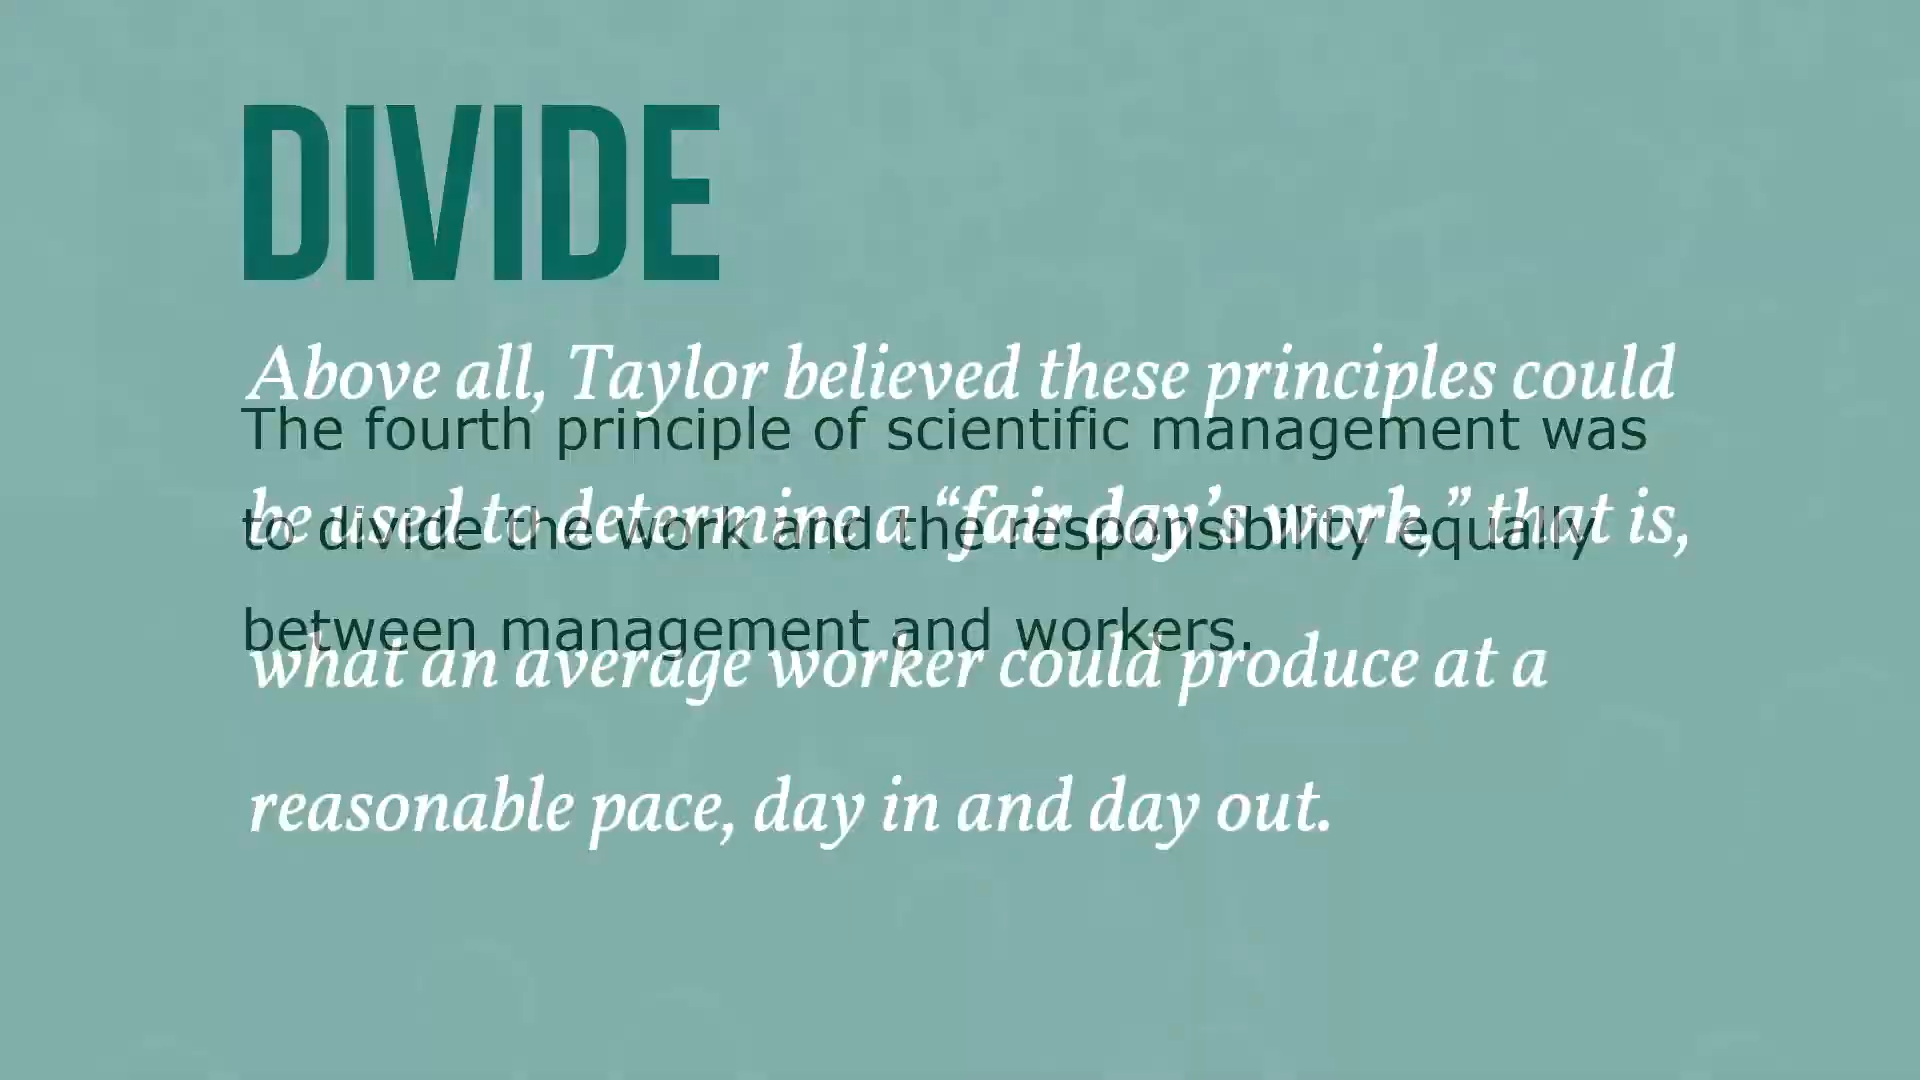 DIVIDE
Above all, Taylor believed these principles could
The fourth principle of scientific management was
be used to determine a “fair day’s work,” that is,
to divide the work and the responsibility equally
between management and workers.
what an average worker could produce at a
reasonable pace, day in and day out.